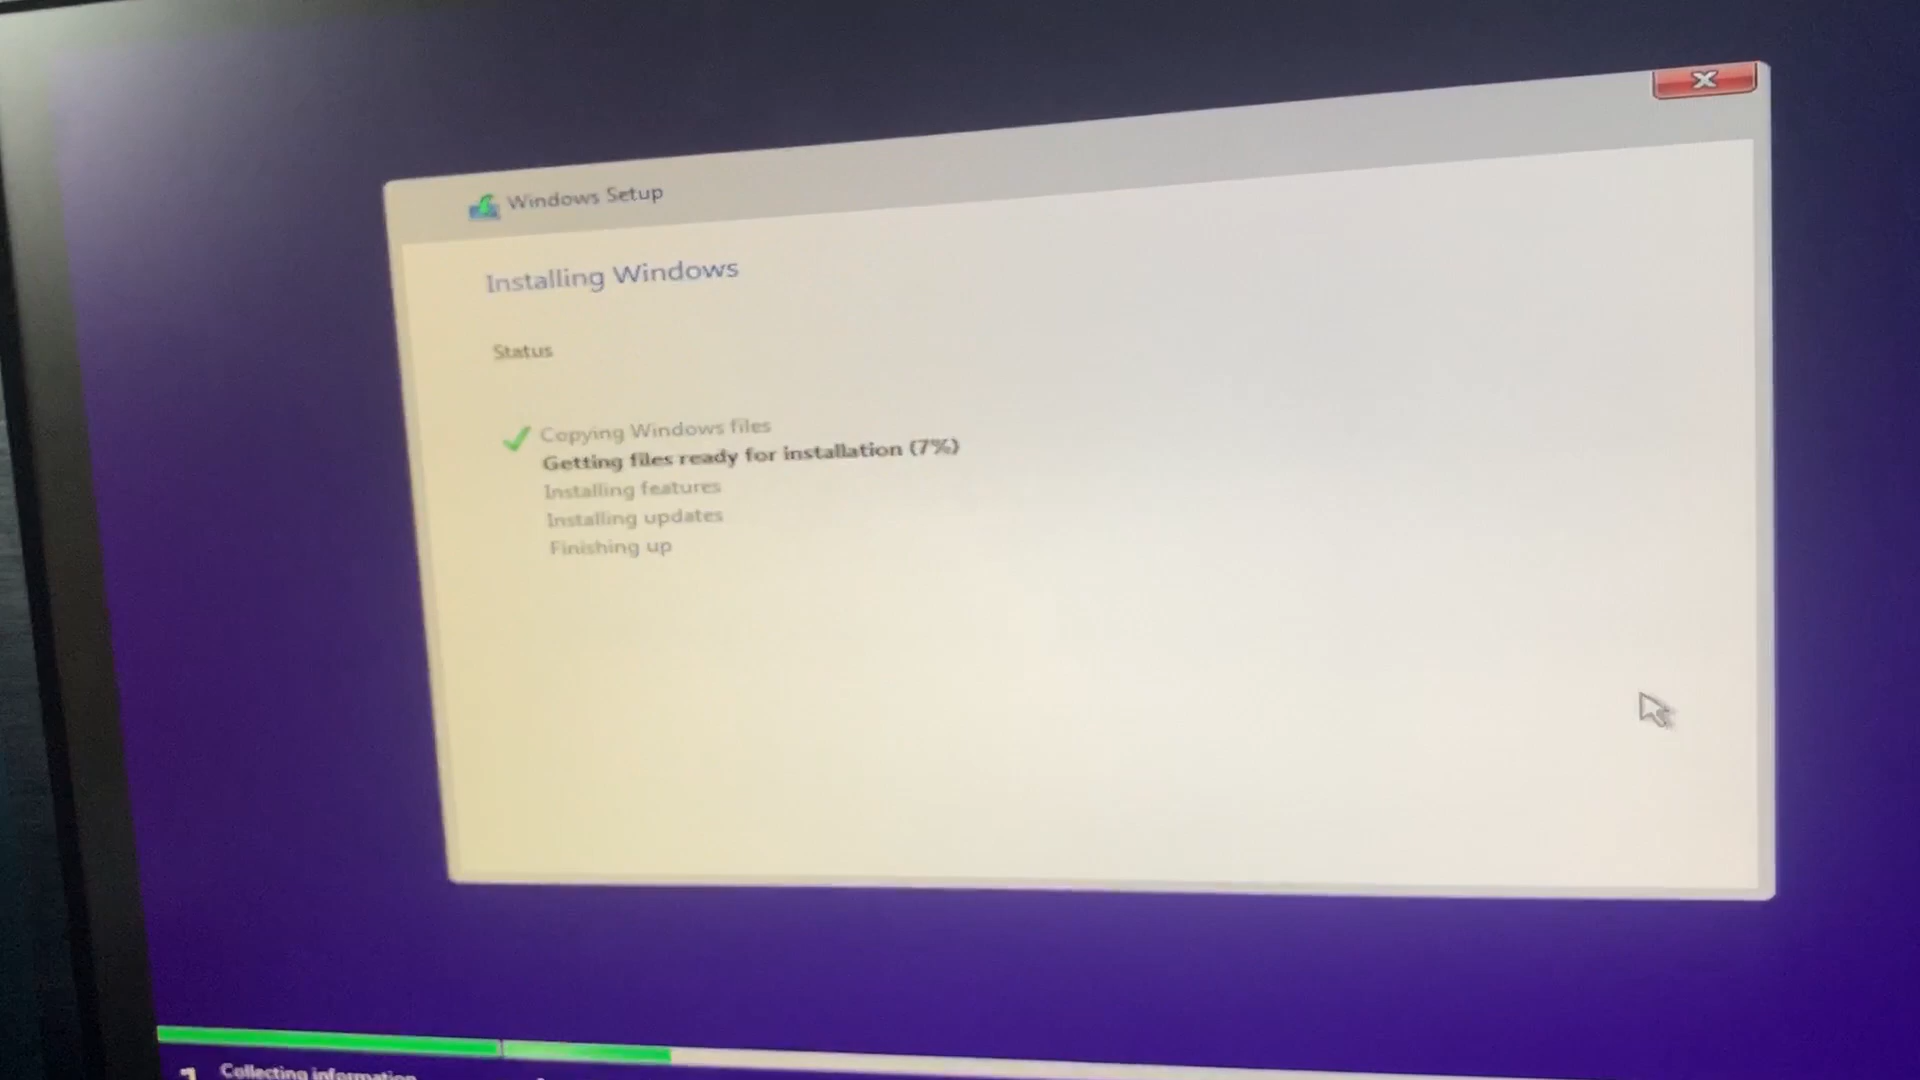 Windows Setup
Installing Windows
Status
Copying Windows files
Getting files ready for installation (7%)
Installing features
Installing updates
Finishing up
1 Collecting information